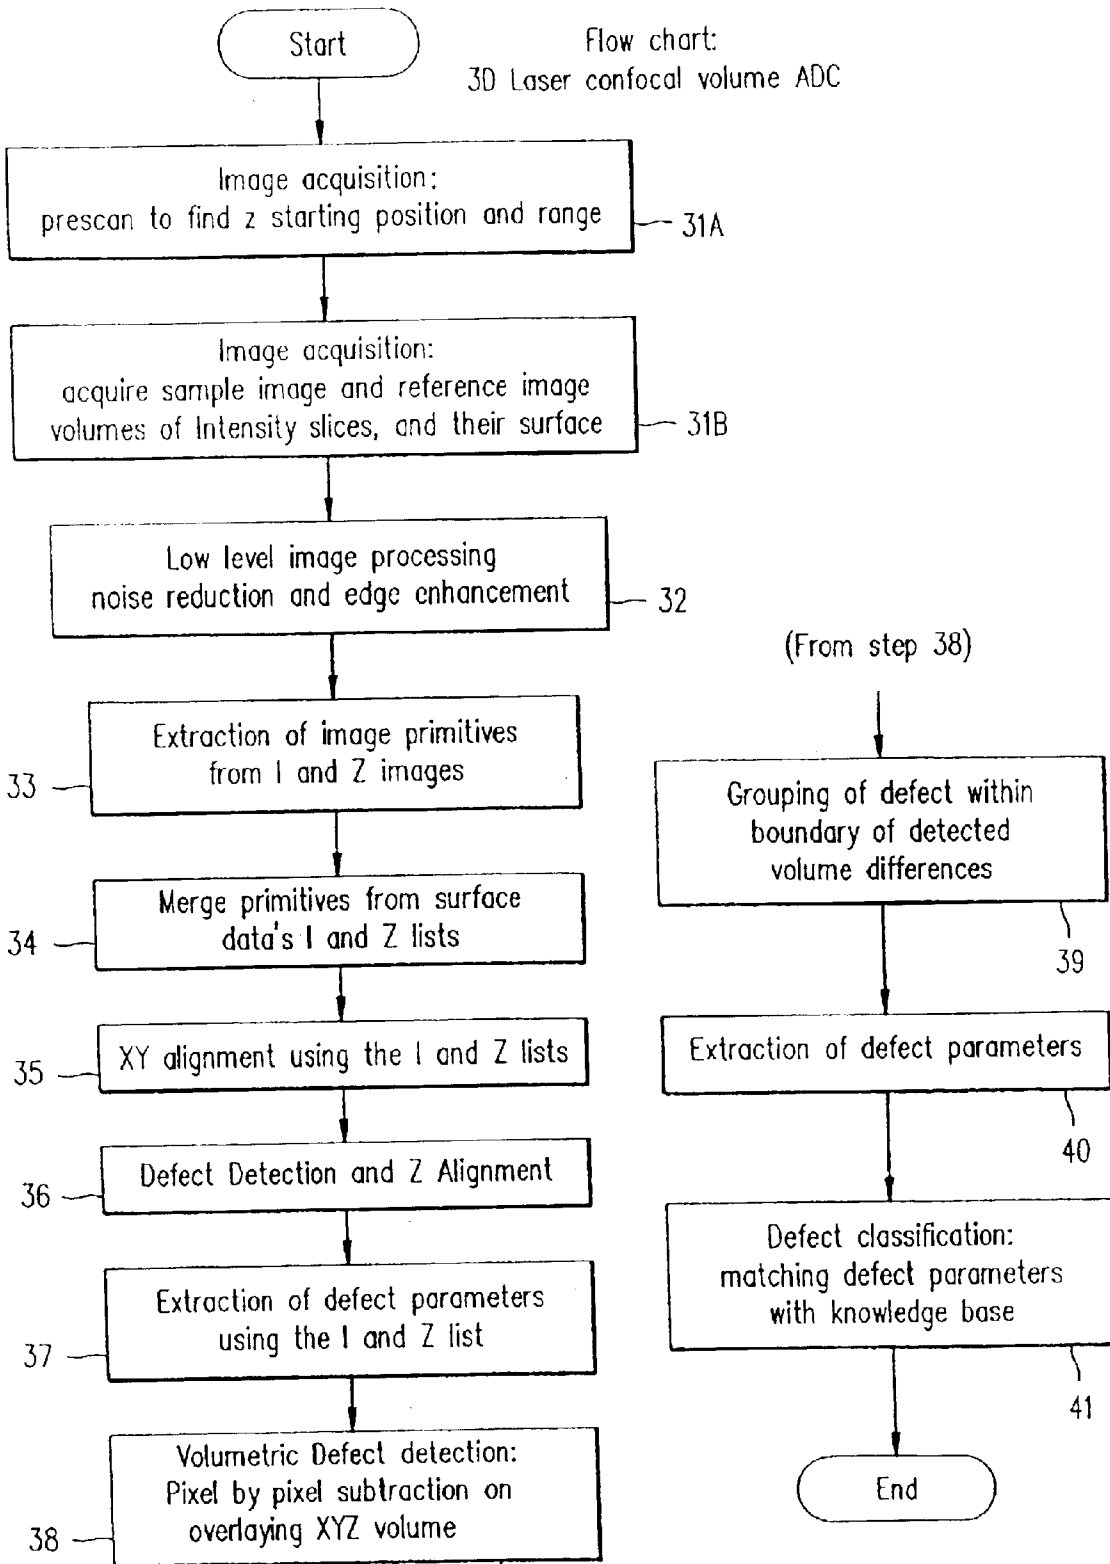 Start
Flow chart:
3D Laser confocal volume ADC
Image acquisition:
prescan to find z starting position and range
31A
Image acquisition:
acquire sample image and reference image
volumes of Intensity slices, and their surface
31B
Low level image processing
noise reduction and edge enhancement
32
Extraction of image primitives
from I and Z images
33
Merge primitives from surface
data's I and Z lists
34
XY alignment using the I and Z lists
35
Defect Detection and Z Alignment
36
Extraction of defect parameters
using the I and Z list
37
Volumetric Defect detection:
Pixel by pixel subtraction on
overlaying XYZ volume
38
(From step 38)
Grouping of defect within
boundary of detected
volume differences
39
Extraction of defect parameters
40
Defect classification:
matching defect parameters
with knowledge base
41
End